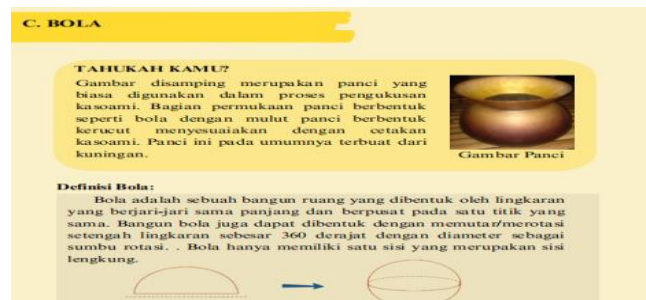 C. BOLA
TAHUKAH KAMU?
Gambar disamping merupakan panci yang
biasa digunakan dalam proses pengukusan
kasoami. Bagian permukaan panci berbentuk
seperti bola dengan mulut panci berbentuk
kerucut menyesuaiakan dengan cetakan
kasoami. Panci ini pada umumnya terbuat dari
kuningan.
Gambar Panci
Definisi Bola:
Bola adalah sebuah bangun ruang yang dibentuk oleh lingkaran
yang berjari-jari sama panjang dan berpusat pada satu titik yang
sama. Bangun bola juga dapat dibentuk dengan memutar/merotasi
setengah lingkaran sebesar 360 derajat dengan diameter sebagai
sumbu rotasi. . Bola hanya memiliki satu sisi yang merupakan sisi
lengkung.